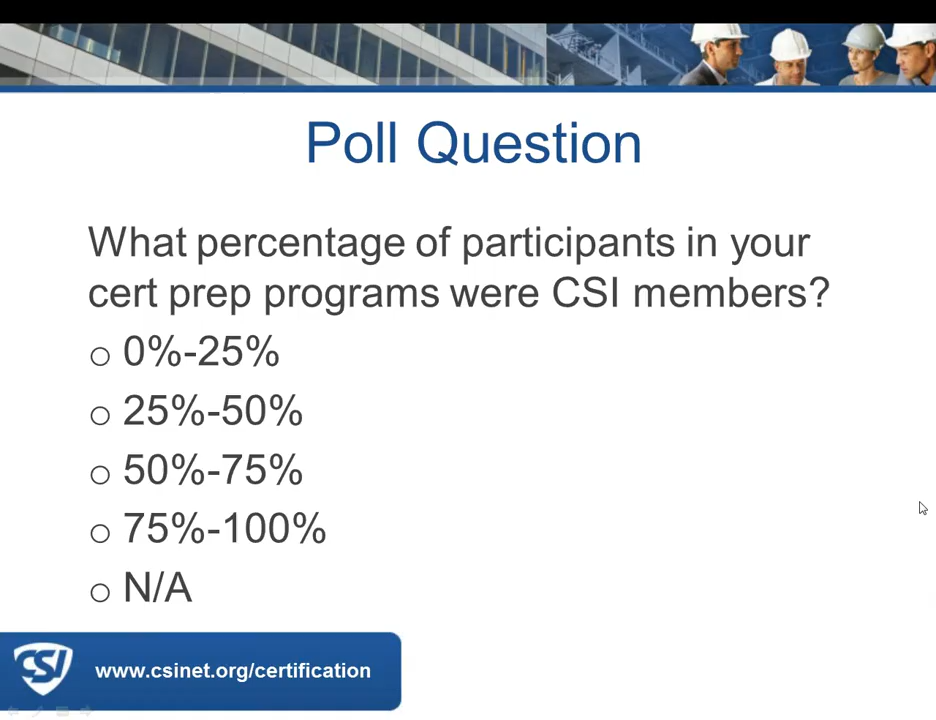 Poll Question
What percentage of participants in your
cert prep programs were CSI members?
0%-25%
25%-50%
50%-75%
75%-100%
N/A
CSI www.csinet.org/certification